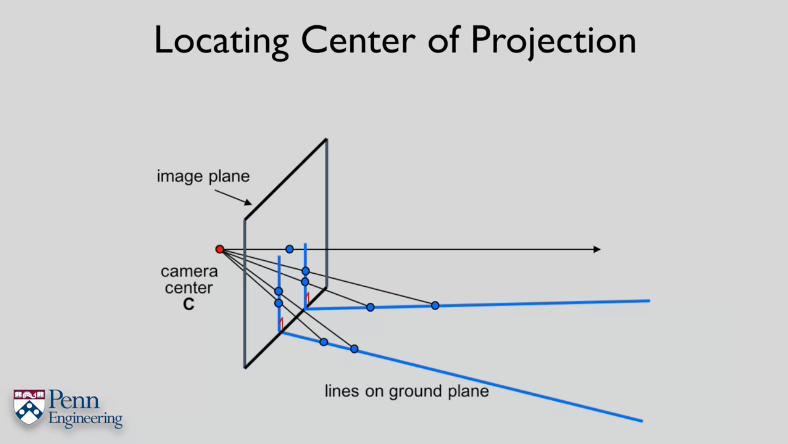 Locating Center of Projection
image plane
camera
center
C
lines on ground plane
Penn
Engineering